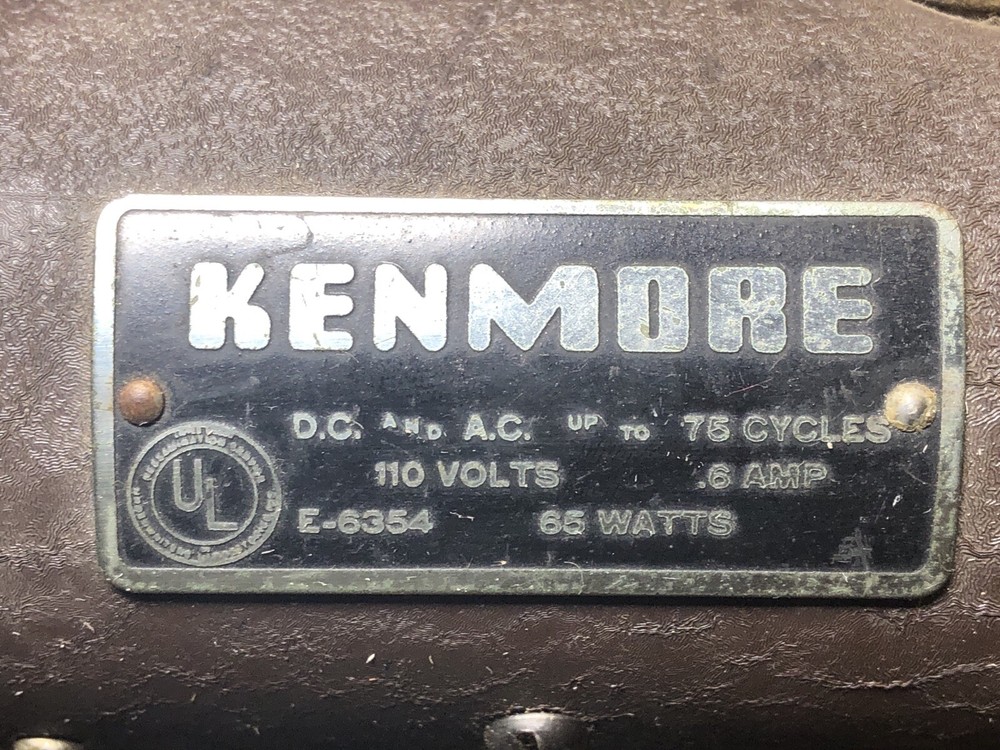 KENMORE
D.C. AND A.C. UP TO 75 CYCLES
110 VOLTS .6 AMP
UL
E-6354 65 WATTS